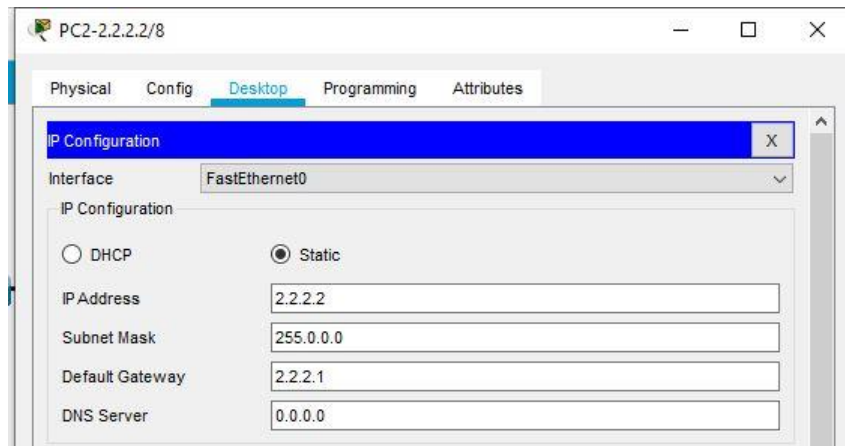 PC2-2.2.2.2/8
Physical Config Desktop Programming Attributes
IP Configuration X
Interface FastEthernet0
IP Configuration
DHCP Static
IP Address 2.2.2.2
Subnet Mask 255.0.0.0
Default Gateway 2.2.2.1
DNS Server 0.0.0.0